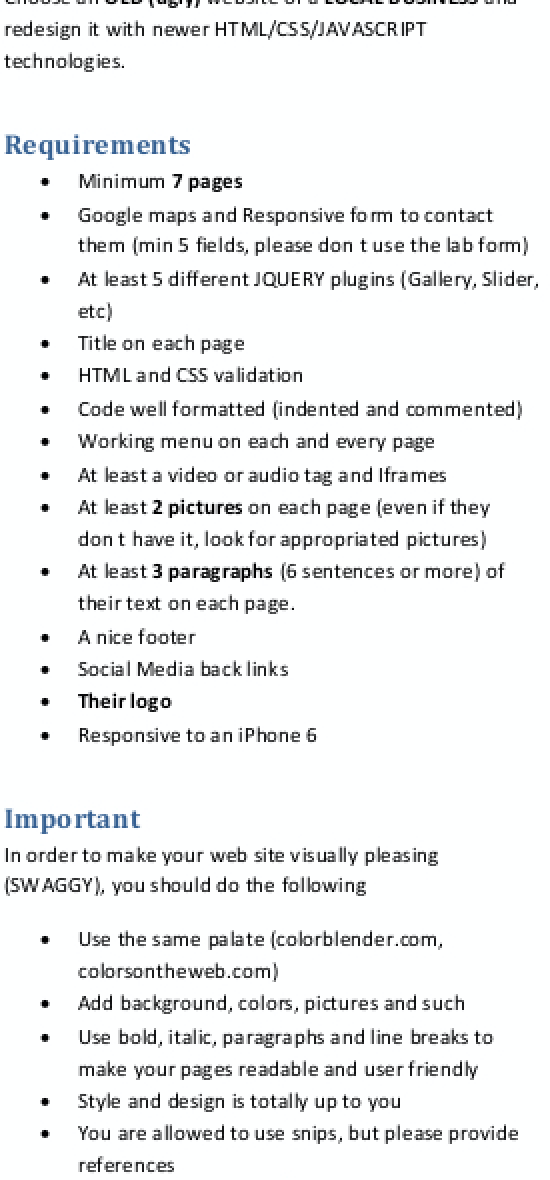 Choose an OLD (ugly) website of a LOCAL BUSINESS and
redesign it with newer HTML/CSS/JAVASCRIPT
technologies.
Requirements
• Minimum 7 pages
• Google maps and Responsive form to contact
them (min 5 fields, please don t use the lab form)
• At least 5 different JQUERY plugins (Gallery, Slider,
etc)
• Title on each page
• HTML and CSS validation
• Code well formatted (indented and commented)
• Working menu on each and every page
• At least a video or audio tag and Iframes
• At least 2 pictures on each page (even if they
don t have it, look for appropriated pictures)
• At least 3 paragraphs (6 sentences or more) of
their text on each page.
• A nice footer
• Social Media back links
• Their logo
• Responsive to an iPhone 6
Important
In order to make your web site visually pleasing
(SWAGGY), you should do the following
• Use the same palate (colorblender.com,
colorsontheweb.com)
• Add background, colors, pictures and such
• Use bold, italic, paragraphs and line breaks to
make your pages readable and user friendly
• Style and design is totally up to you
• You are allowed to use snips, but please provide
references